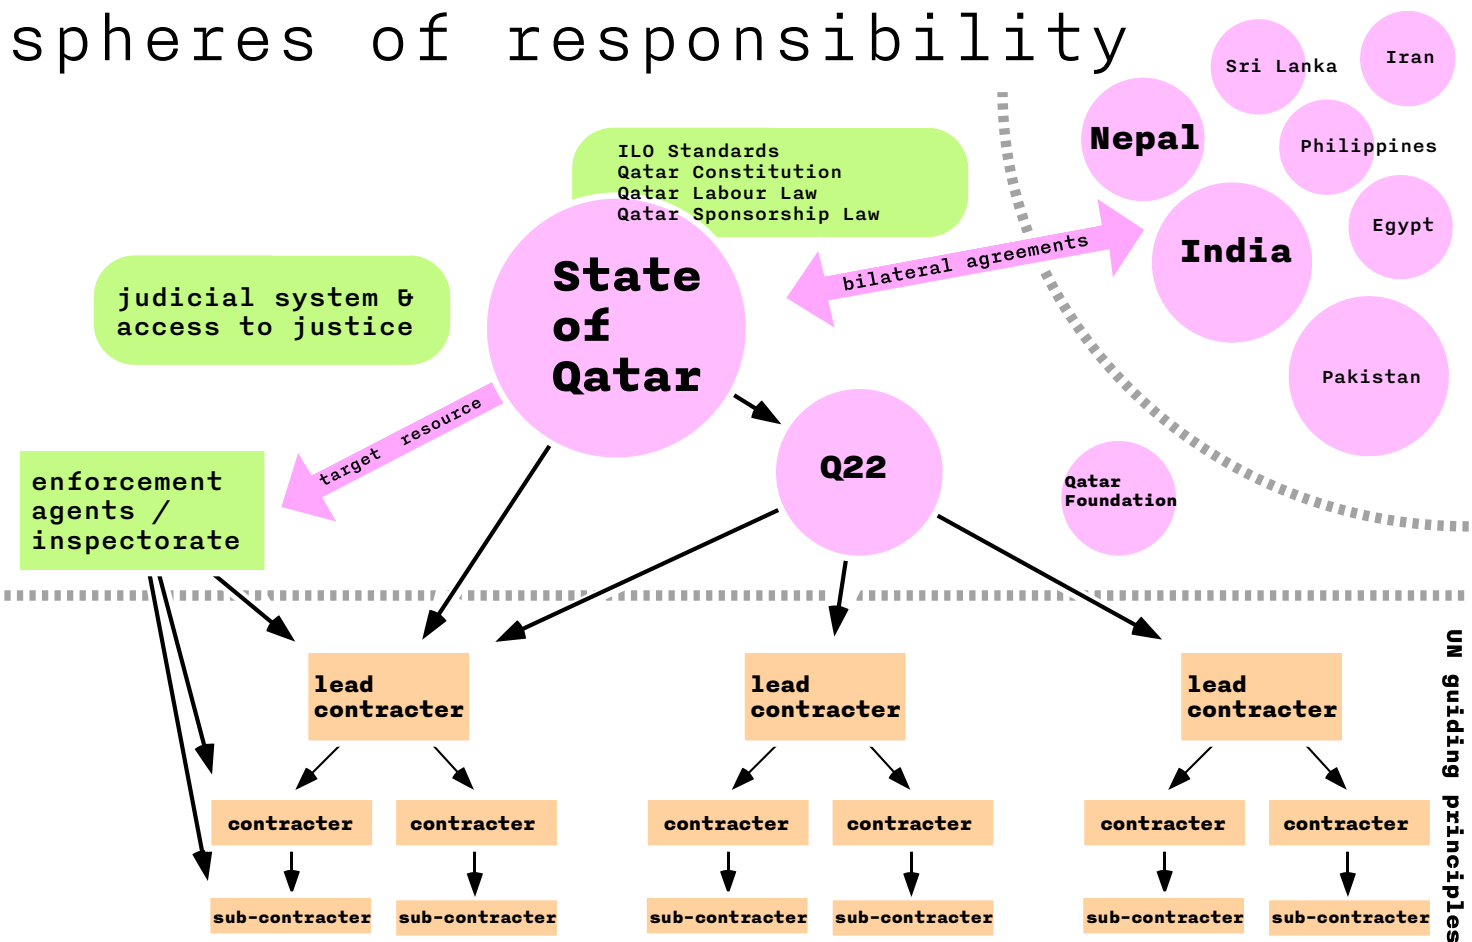 spheres of responsibility
Sri Lanka
Iran
Nepal
Philippines
ILO Standards
Qatar Constitution
Qatar Labour Law
Qatar Sponsorship Law
Egypt
India
bilateral agreements
State
of
Qatar
judicial system &
access to justice
Pakistan
target resource
Q22
Qatar
Foundation
enforcement
agents /
inspectorate
UN guiding principles
lead
contracter
lead
contracter
lead
contracter
contracter
contracter
contracter
contracter
contracter
contracter
sub-contracter
sub-contracter
sub-contracter
sub-contracter
sub-contracter
sub-contracter